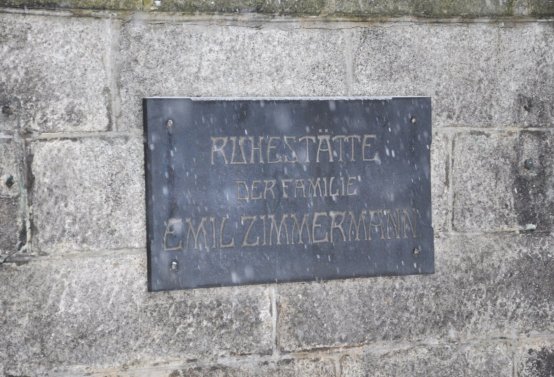 RUHESTÄTTE
DER FAMILIE
EMIL ZIMMERMANN